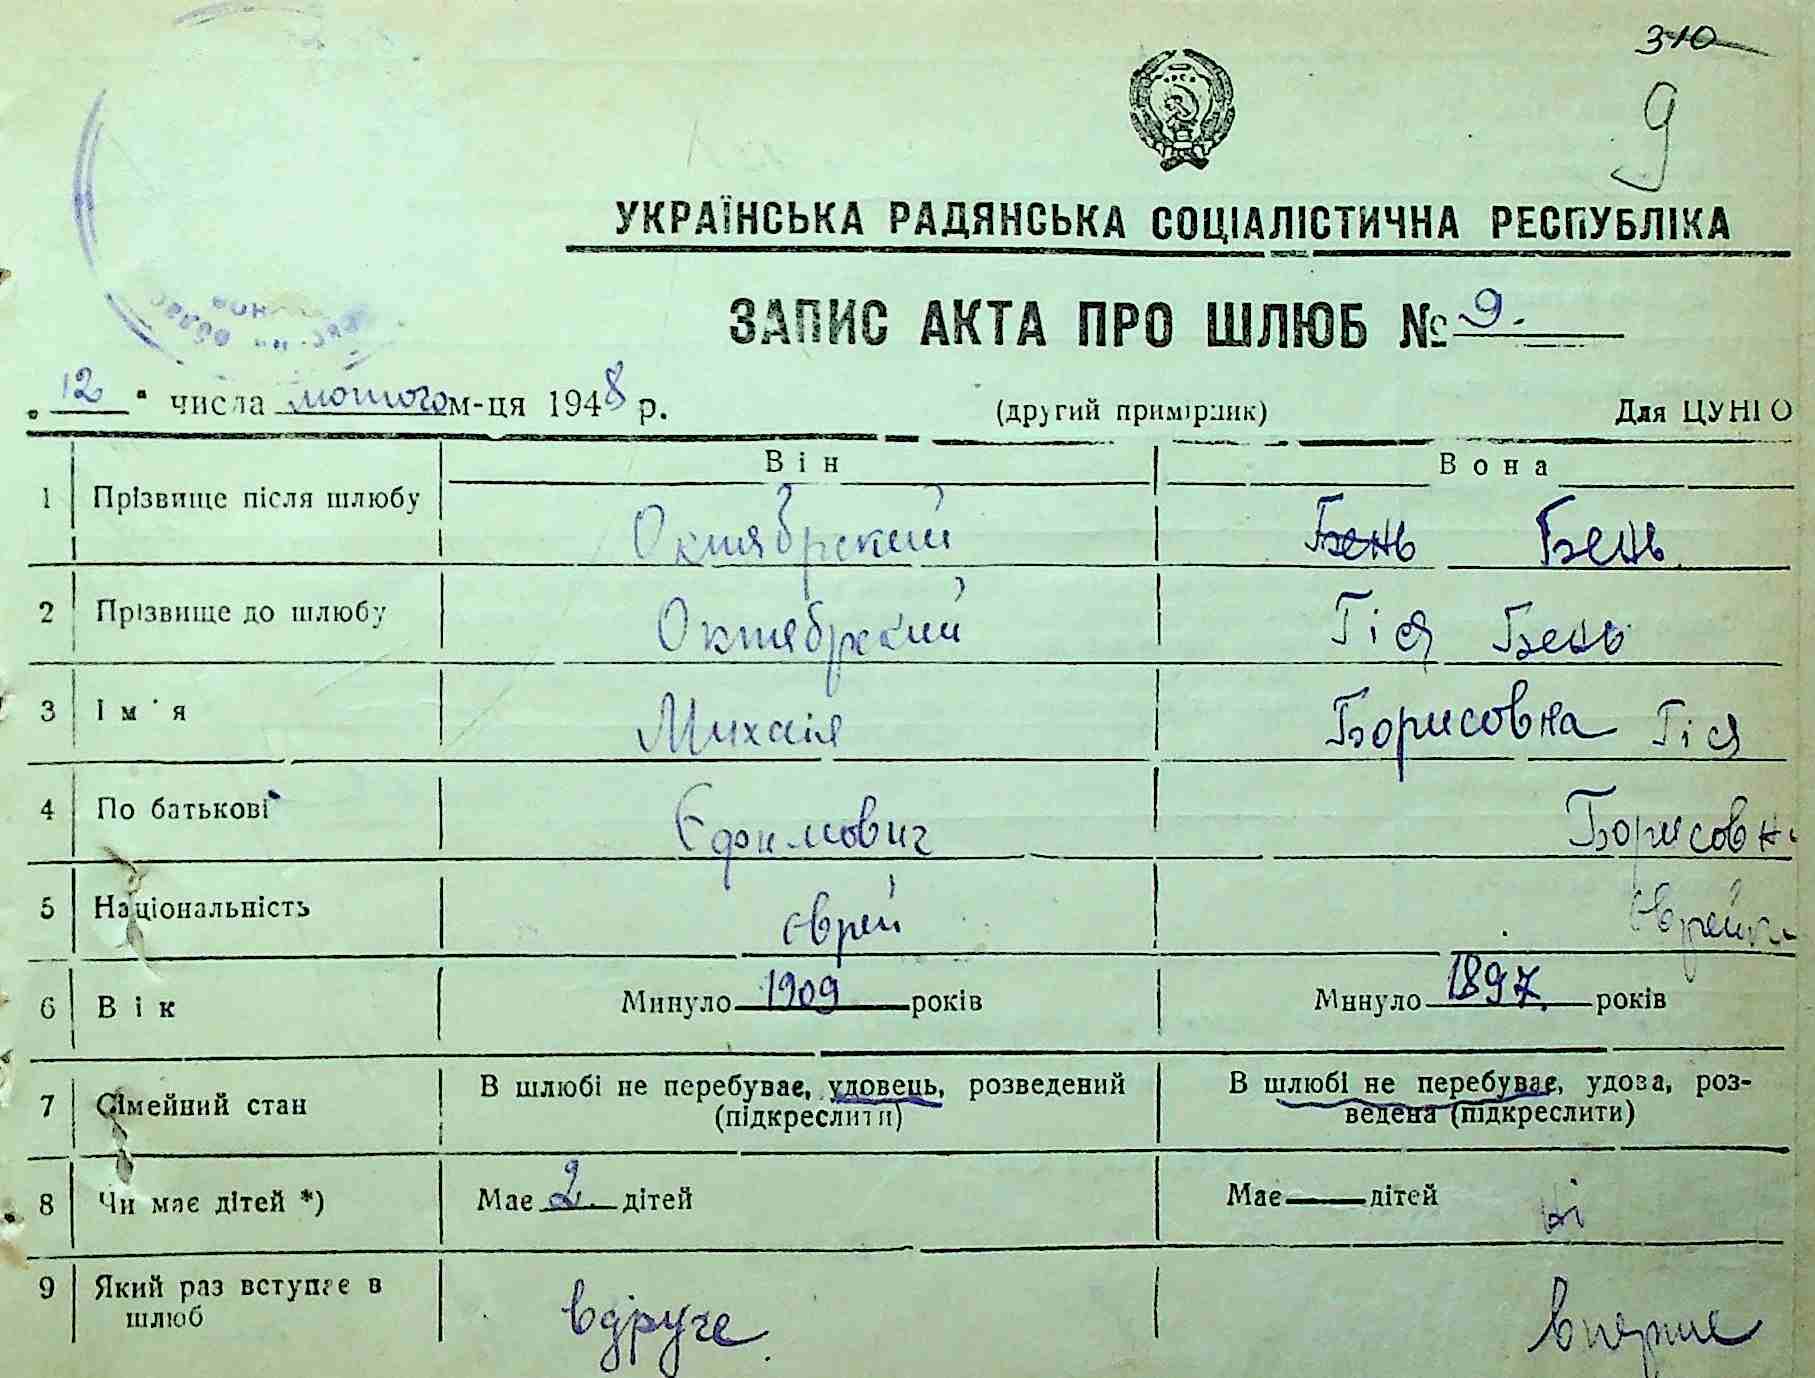 310
9
УКРАЇНСЬКА РАДЯНСЬКА СОЦІАЛІСТИЧНА РЕСПУБЛІКА
ЗАПИС АКТА ПРО ШЛЮБ № 9.
„12" числа лютого м-ця 1948 р. (другий примірник) Для ЦУНГО
Він Вона
1 Прізвище після шлюбу Октябрский Бень Бень
2 Прізвище до шлюбу Октябрский Гіся Бень
3 Ім'я Михаія Борисовна Гіся
4 По батькові Єфимович Борисовн
5 Національність єврей єврейка
6 Вік Минуло 1909 років Минуло 1897. років
7 Сімейний стан В шлюбі не перебуває, удовець, розведений (підкреслити) В шлюбі не перебуває, удова, роз-
ведена (підкреслити)
8 Чи має дітей *) Має 2. дітей Має — дітей ні
9 Який раз вступає в
шлюб вдруге. вперше